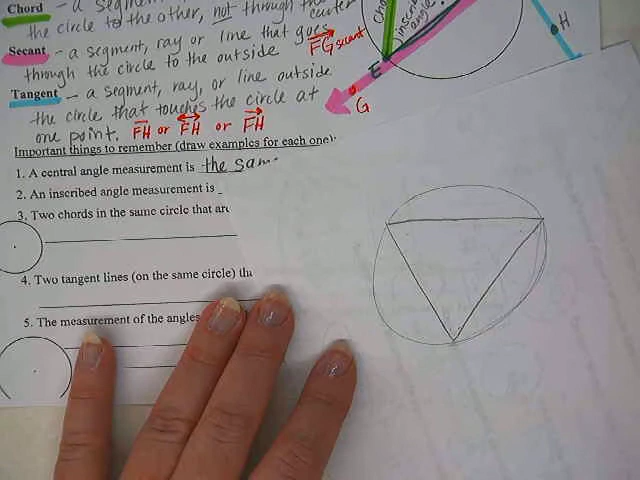 Chord - a segment
the circle to the other, not through the center
Secant - a segment, ray or line that goes
through the circle to the outside
FG secant
Tangent - a segment, ray, or line outside
the circle that touches the circle at
one point. FH or FH or FH
E
G
H
inscribed
angle
Important things to remember (draw examples for each one):
1. A central angle measurement is the sam
2. An inscribed angle measurement is
3. Two chords in the same circle that are
4. Two tangent lines (on the same circle)
5. The measurement of the angles